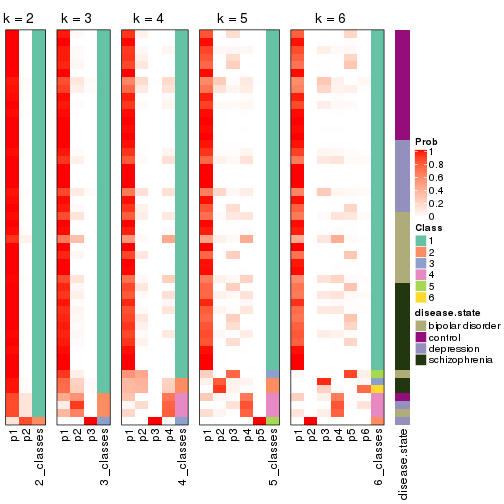 k = 2 k = 3 k = 4 k = 5 k = 6
Prob
1
0.8
0.6
0.4
0.2
0
Class
1
2
3
4
5
6
disease.state
bipolar disorder
control
depression
schizophrenia
p1 p2 2_classes p1 p2 p3 3_classes p1 p2 p3 p4 4_classes p1 p2 p3 p4 p5 5_classes p1 p2 p3 p4 p5 p6 6_classes disease.state